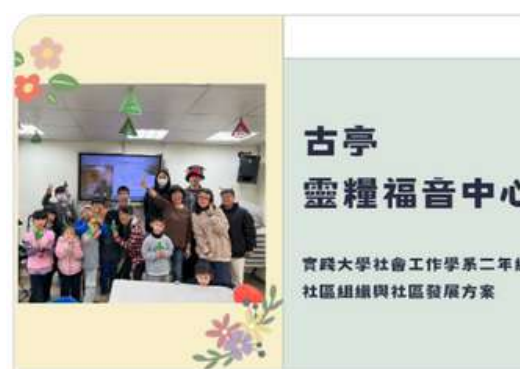 古亭
靈糧福音中心
實踐大學社會工作學系二年級
社區組織與社區發展方案